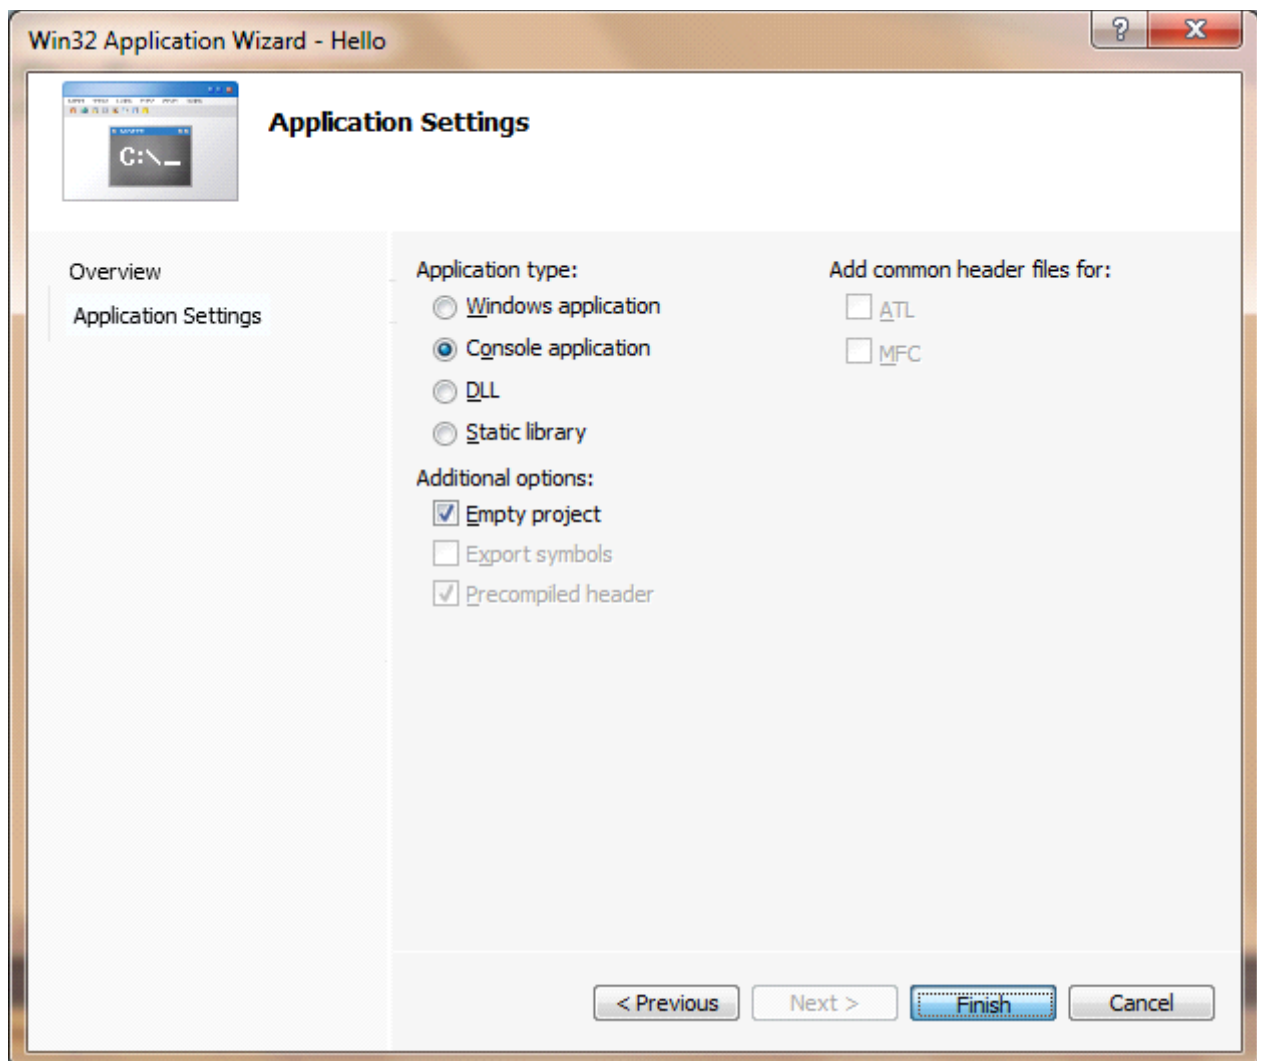 Win32 Application Wizard - Hello
C:\_
Application Settings
Overview
Application Settings
Application type:
Windows application
Console application
DLL
Static library
Additional options:
Empty project
Export symbols
Precompiled header
Add common header files for:
ATL
MFC
< Previous
Next >
Finish
Cancel